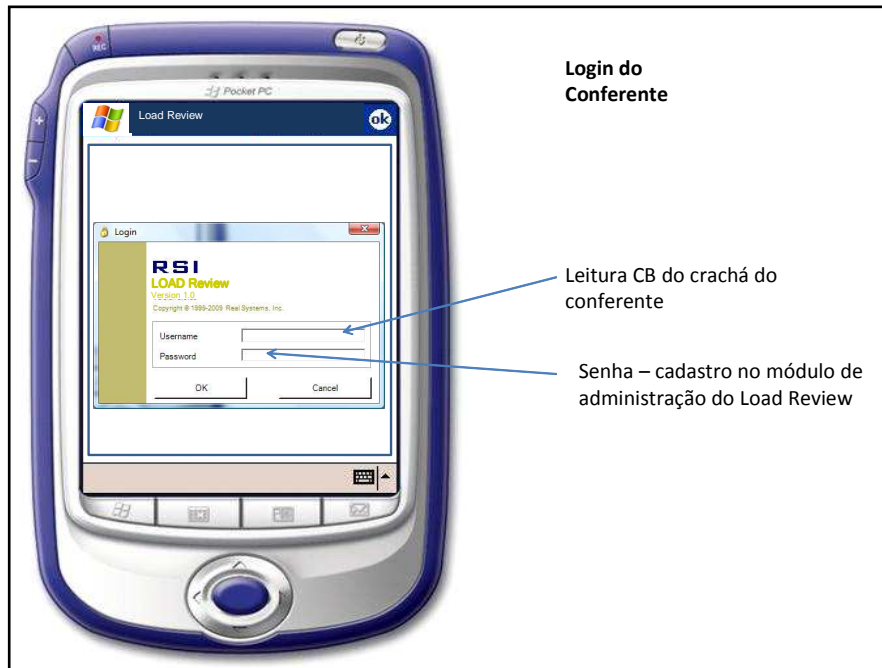 REC
Pocket PC
Load Review
ok
Login do
Conferente
Login
RSI
LOAD Review
Version 1.0
Copyright © 1999-2009 Real Systems, Inc.
Username
Password
OK
Cancel
Leitura CB do crachá do
conferente
Senha – cadastro no módulo de
administração do Load Review